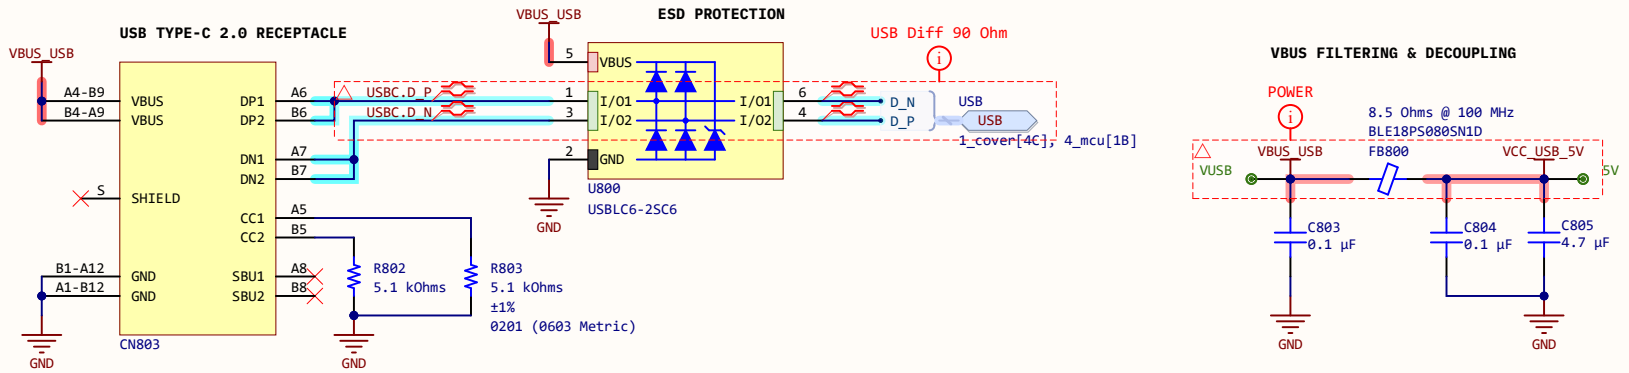 USB TYPE-C 2.0 RECEPTACLE
VBUS_USB
A4-B9
B4-A9
VBUS
VBUS
DP1
DP2
A6
B6
DN1
DN2
A7
B7
S
SHIELD
CC1
CC2
A5
B5
B1-A12
A1-B12
GND
GND
SBU1
SBU2
A8
B8
CN803
GND
R802
5.1 kOhms
GND
R803
5.1 kOhms
±1%
0201 (0603 Metric)
USBC.D_P
USBC.D_N
ESD PROTECTION
VBUS_USB
5
VBUS
1
I/O1
3
I/O2
2
GND
I/O1
6
I/O2
4
U800
USBLC6-2SC6
GND
USB Diff 90 Ohm
i
D_N
D_P
USB
USB
1_cover[4C], 4_mcu[1B]
VBUS FILTERING & DECOUPLING
POWER
i
8.5 Ohms @ 100 MHz
BLE18PS080SN1D
FB800
VBUS_USB
VCC_USB_5V
VUSB
5V
C803
0.1 µF
C804
0.1 µF
C805
4.7 µF
GND
GND